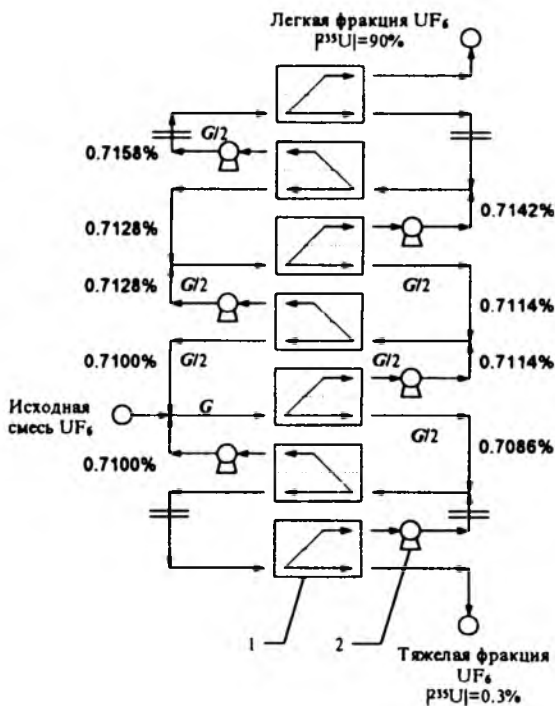 Легкая фракция UF₆
|²³⁵U|=90%
G/2
0.7158%
0.7142%
0.7128%
0.7128%
G/2
G/2
0.7114%
0.7100%
G/2
G/2
0.7114%
Исходная
смесь UF₆
G
G/2
0.7086%
0.7100%
1
2
Тяжелая фракция
UF₆
|²³⁵U|=0.3%